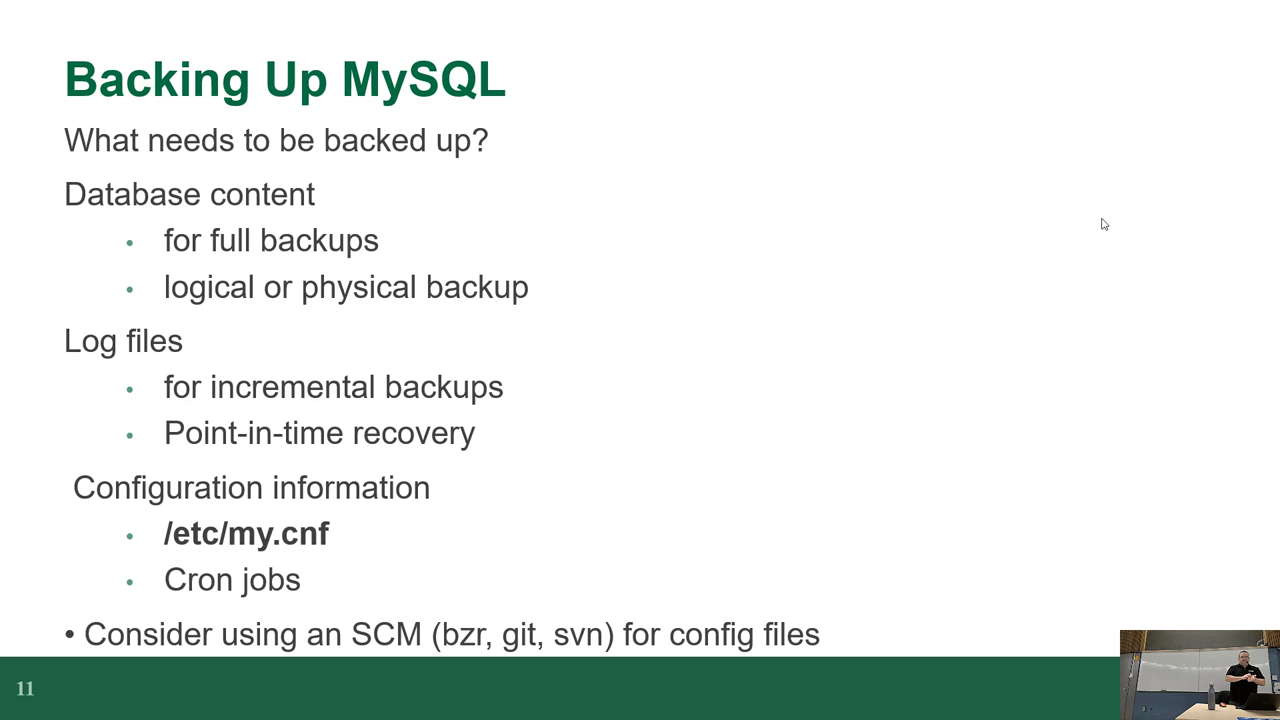 Backing Up MySQL
What needs to be backed up?
Database content
• for full backups
• logical or physical backup
Log files
• for incremental backups
• Point-in-time recovery
Configuration information
• /etc/my.cnf
• Cron jobs
• Consider using an SCM (bzr, git, svn) for config files
11